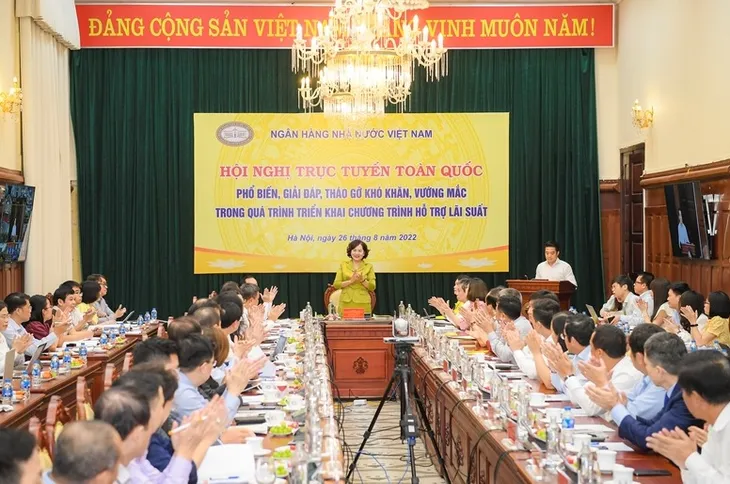 ĐẢNG CỘNG SẢN VIỆT NAM QUANG VINH MUÔN NĂM!
NGÂN HÀNG NHÀ NƯỚC VIỆT NAM
HỘI NGHỊ TRỰC TUYẾN TOÀN QUỐC
PHỔ BIẾN, GIẢI ĐÁP, THÁO GỠ KHÓ KHĂN, VƯỚNG MẮC
TRONG QUÁ TRÌNH TRIỂN KHAI CHƯƠNG TRÌNH HỖ TRỢ LÃI SUẤT
Hà Nội, ngày 26 tháng 8 năm 2022